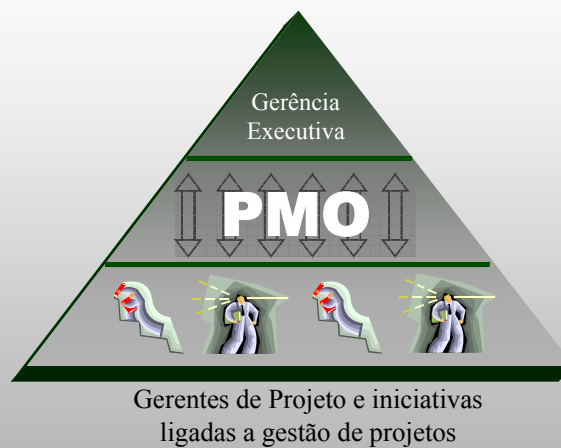 Gerência
Executiva
PMO
Gerentes de Projeto e iniciativas
ligadas a gestão de projetos